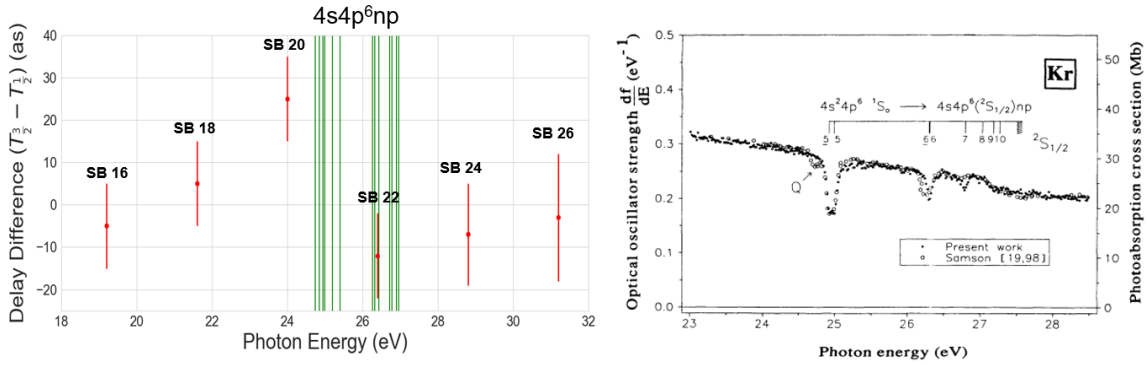 4s4p⁶np
Delay Difference (T 3/2 − T 1/2) (as)
40
30
20
10
0
−10
−20
SB 16
SB 18
SB 20
SB 22
SB 24
SB 26
18
20
22
24
26
28
30
32
Photon Energy (eV)
Optical oscillator strength df/dE (eV⁻¹)
0.5
0.4
0.3
0.2
0.1
0.0
Kr
4s²4p⁶ ¹S₀ → 4s4p⁶(²S₁/₂)np
5 5 6 6 7 8 9 10
²S₁/₂
Q
Present work
Samson [19,98]
50
40
30
20
10
0
Photoabsorption cross section (Mb)
23
24
25
26
27
28
Photon energy (eV)